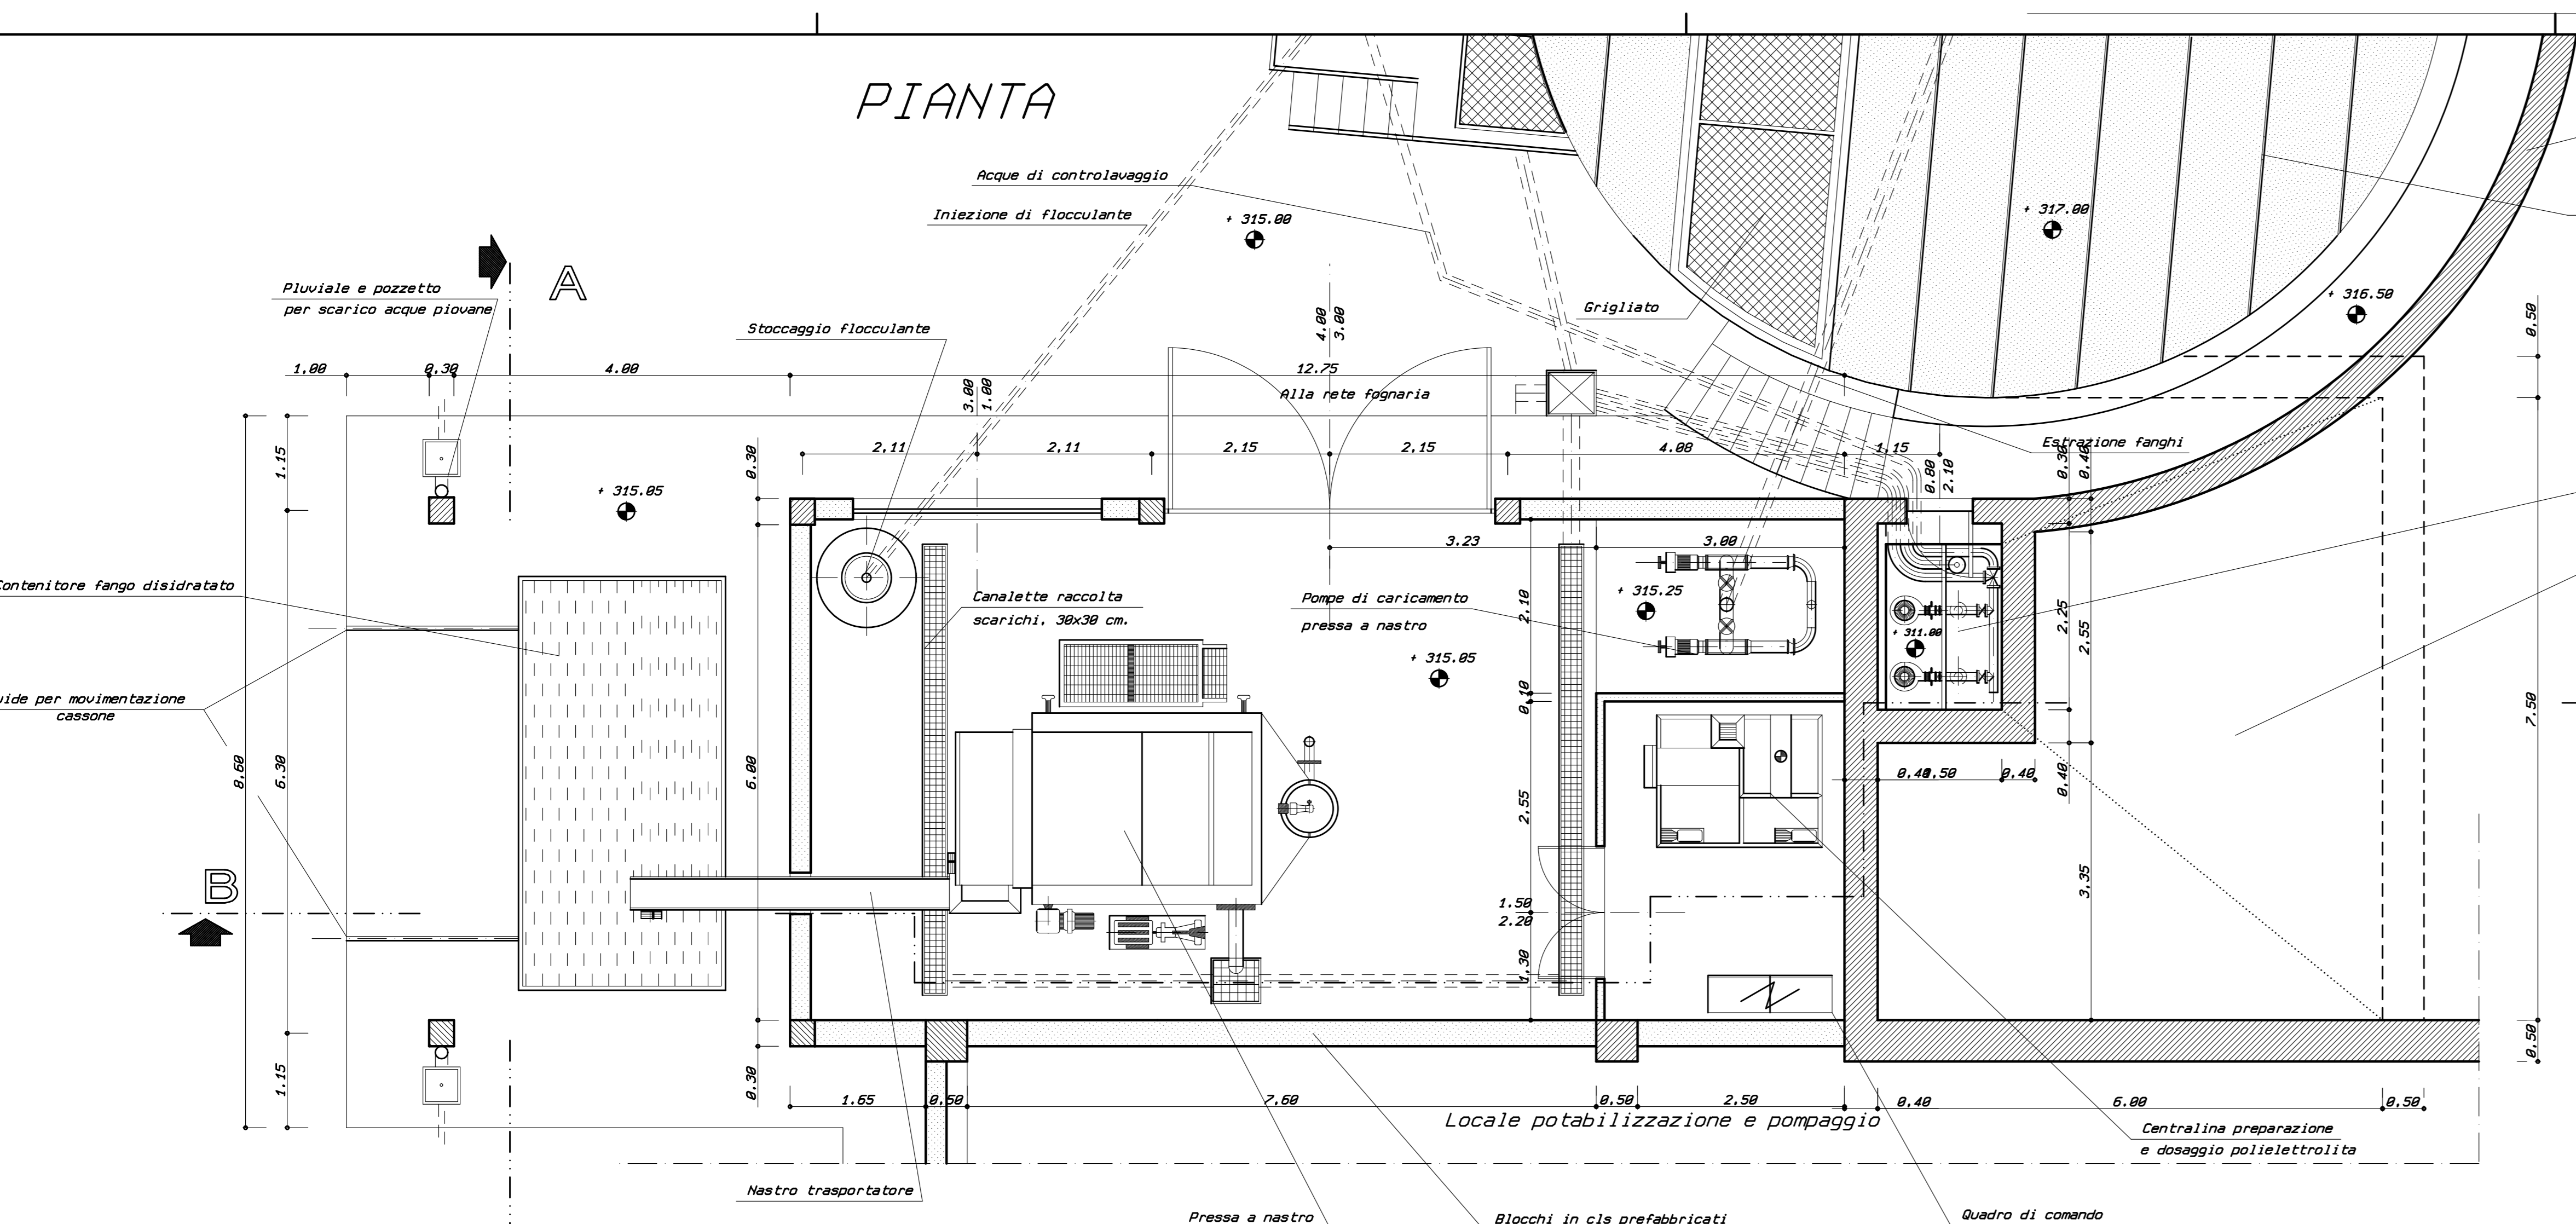 PIANTA
Acque di controlavaggio
Iniezione di flocculante
+ 315.00
+ 317.00
+ 316.50
A
Pluviale e pozzetto
per scarico acque piovane
Stoccaggio flocculante
Grigliato
4.00
3.00
0.50
1.00
0.30
4.00
12.75
3.00
1.00
Alla rete fognaria
Estrazione fanghi
2.11
2.11
2.15
2.15
4.08
1.15
0.80
2.10
0.30
0.40
1.15
0.30
+ 315.05
3.23
3.00
Contenitore fango disidratato
Canalette raccolta
scarichi, 30x30 cm.
Pompe di caricamento
pressa a nastro
+ 315.25
2.10
+ 311.00
2.25
2.55
+ 315.05
0.10
7.50
cassone
per movimentazione
8.60
6.30
6.00
2.55
0.40
0.40
0.40
3.35
B
1.50
2.20
1.30
1.15
0.30
0.50
1.65
0.50
7.60
0.50
2.50
0.40
6.00
0.50
Locale potabilizzazione e pompaggio
Centralina preparazione
e dosaggio polielettrolita
Nastro trasportatore
Pressa a nastro
Blocchi in cls prefabbricati
Quadro di comando